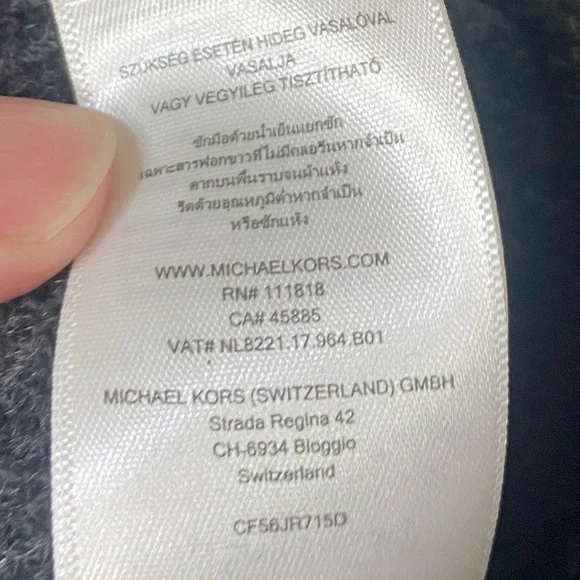 SZÜKSÉG ESETÉN HIDEG VASALÓVAL
VASALJA
VAGY VEGYILEG TISZTÍTHATÓ
ซักมือด้วยน้ำเย็นแยกซัก
เฉพาะสารฟอกขาวที่ไม่มีคลอรีนหากจำเป็น
ตากบนพื้นราบจนผ้าแห้ง
รีดด้วยอุณหภูมิต่ำหากจำเป็น
หรือซักแห้ง
WWW.MICHAELKORS.COM
RN# 111818
CA# 45885
VAT# NL8221.17.964.B01
MICHAEL KORS (SWITZERLAND) GMBH
Strada Regina 42
CH-6934 Bioggio
Switzerland
CF56JR715D